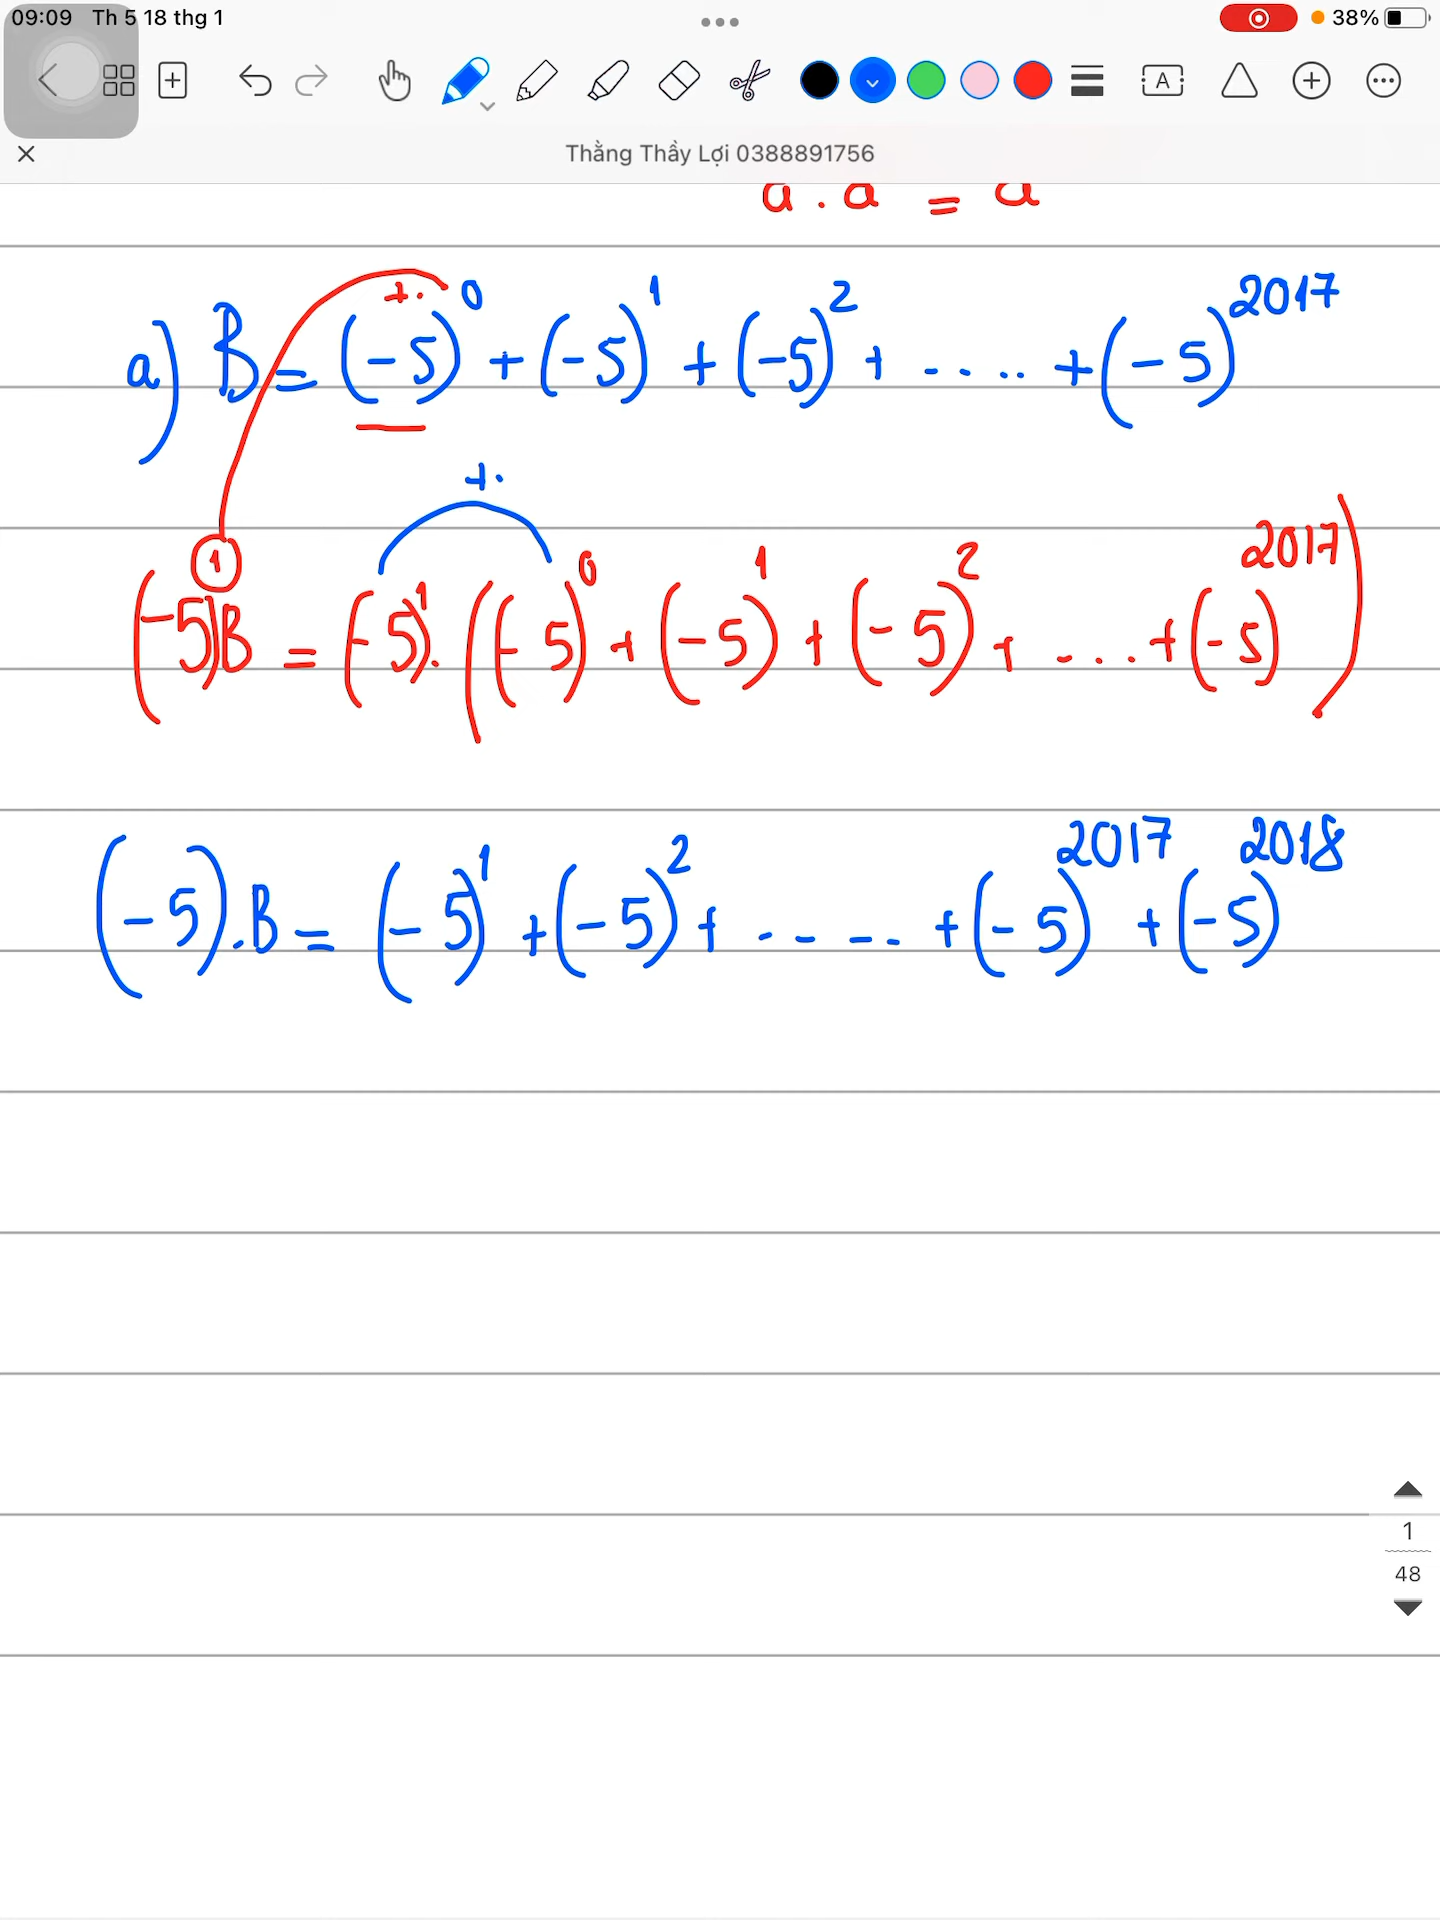 09:09 Th 5 18 thg 1 38%
A
Thằng Thầy Lợi 0388891756
a . a = a
a) B = (-5)⁰ + (-5)¹ + (-5)² + ..... + (-5)²⁰¹⁷
+.
+.
1
(-5)B = (-5)¹. ((-5)⁰ + (-5)¹ + (-5)² + .... + (-5)²⁰¹⁷)
(-5).B = (-5)¹ + (-5)² + ..... + (-5)²⁰¹⁷ + (-5)²⁰¹⁸
1
48